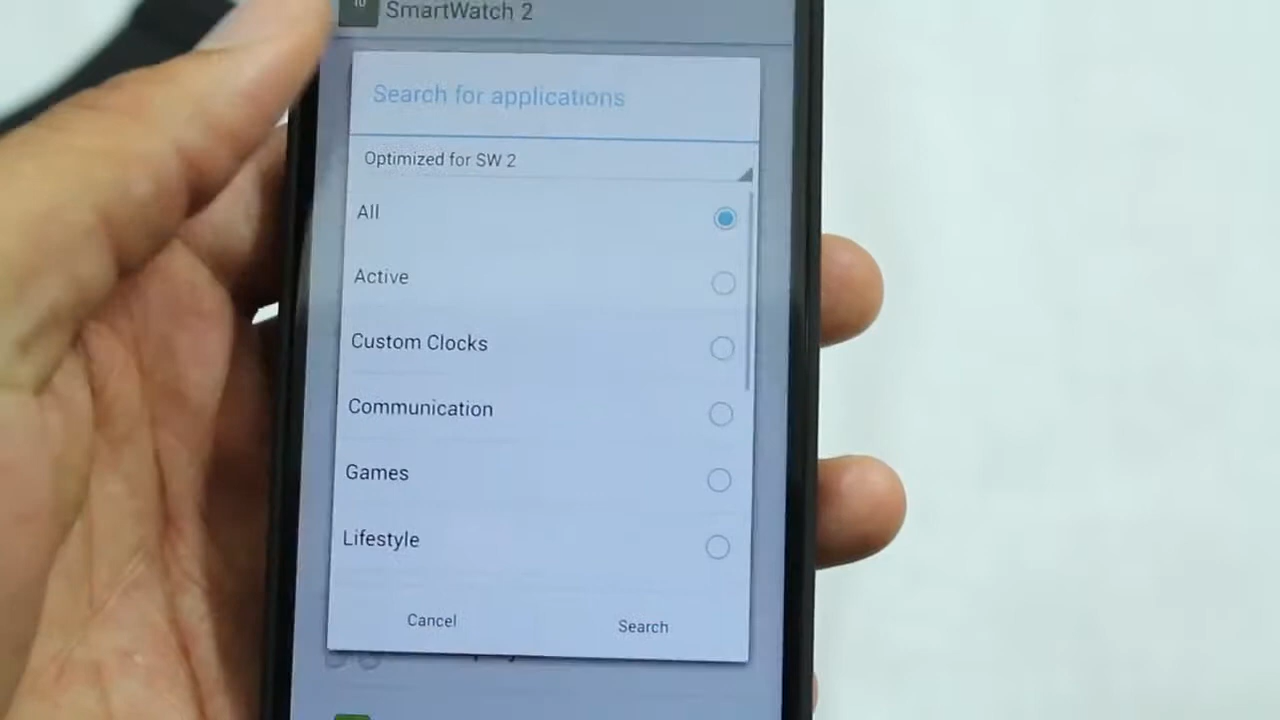 SmartWatch 2
Search for applications
Optimized for SW 2
All
Active
Custom Clocks
Communication
Games
Lifestyle
Cancel
Search